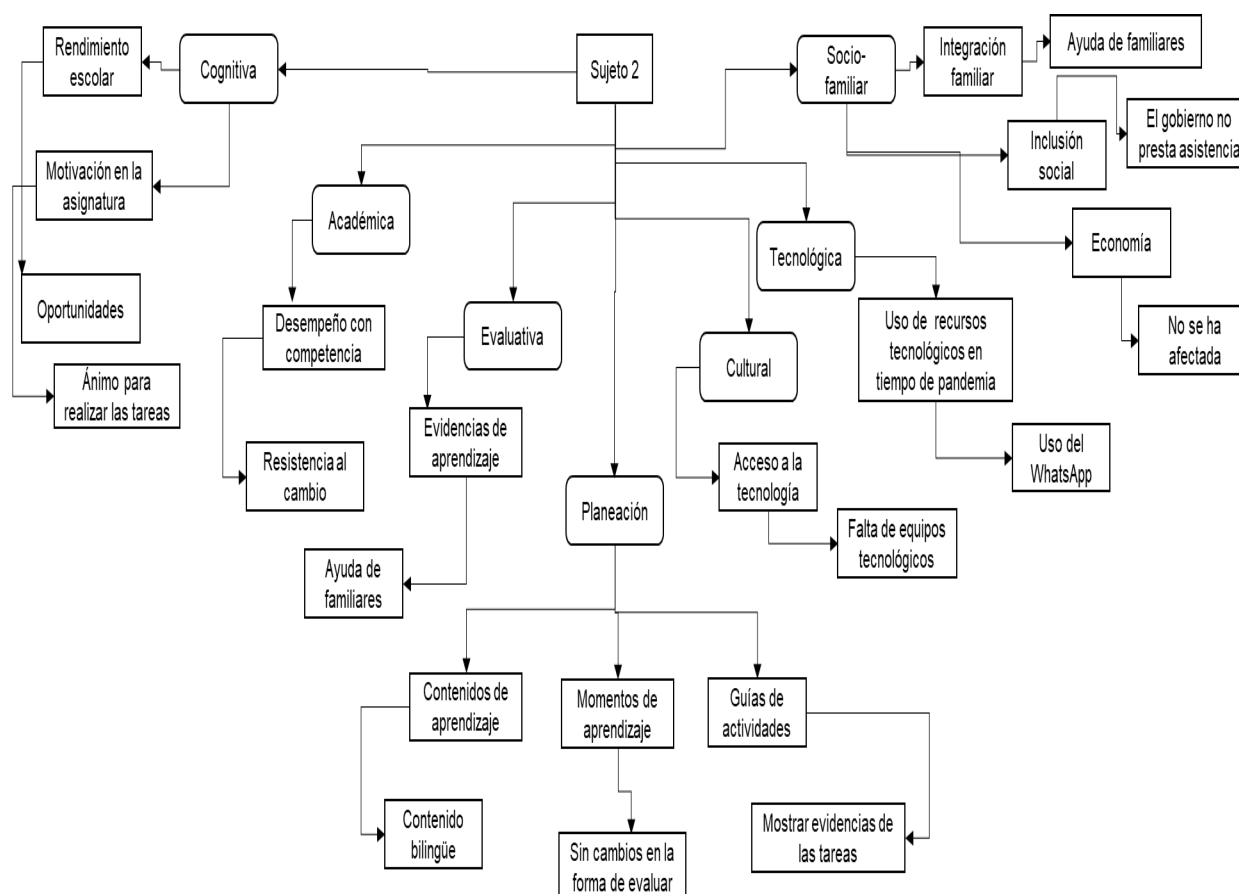 Rendimiento
escolar
Cognitiva
Sujeto 2
Socio-
familiar
Integración
familiar
Ayuda de familiares
El gobierno no
presta asistencia
Inclusión
social
Motivación en la
asignatura
Académica
Tecnológica
Economía
Oportunidades
Desempeño con
competencia
Evaluativa
Cultural
Uso de recursos
tecnológicos en
tiempo de pandemia
No se ha
afectada
Ánimo para
realizar las tareas
Evidencias de
aprendizaje
Resistencia al
cambio
Acceso a la
tecnología
Uso del
WhatsApp
Planeación
Falta de equipos
tecnológicos
Ayuda de
familiares
Contenidos de
aprendizaje
Momentos de
aprendizaje
Guías de
actividades
Contenido
bilingüe
Sin cambios en la
forma de evaluar
Mostrar evidencias de
las tareas